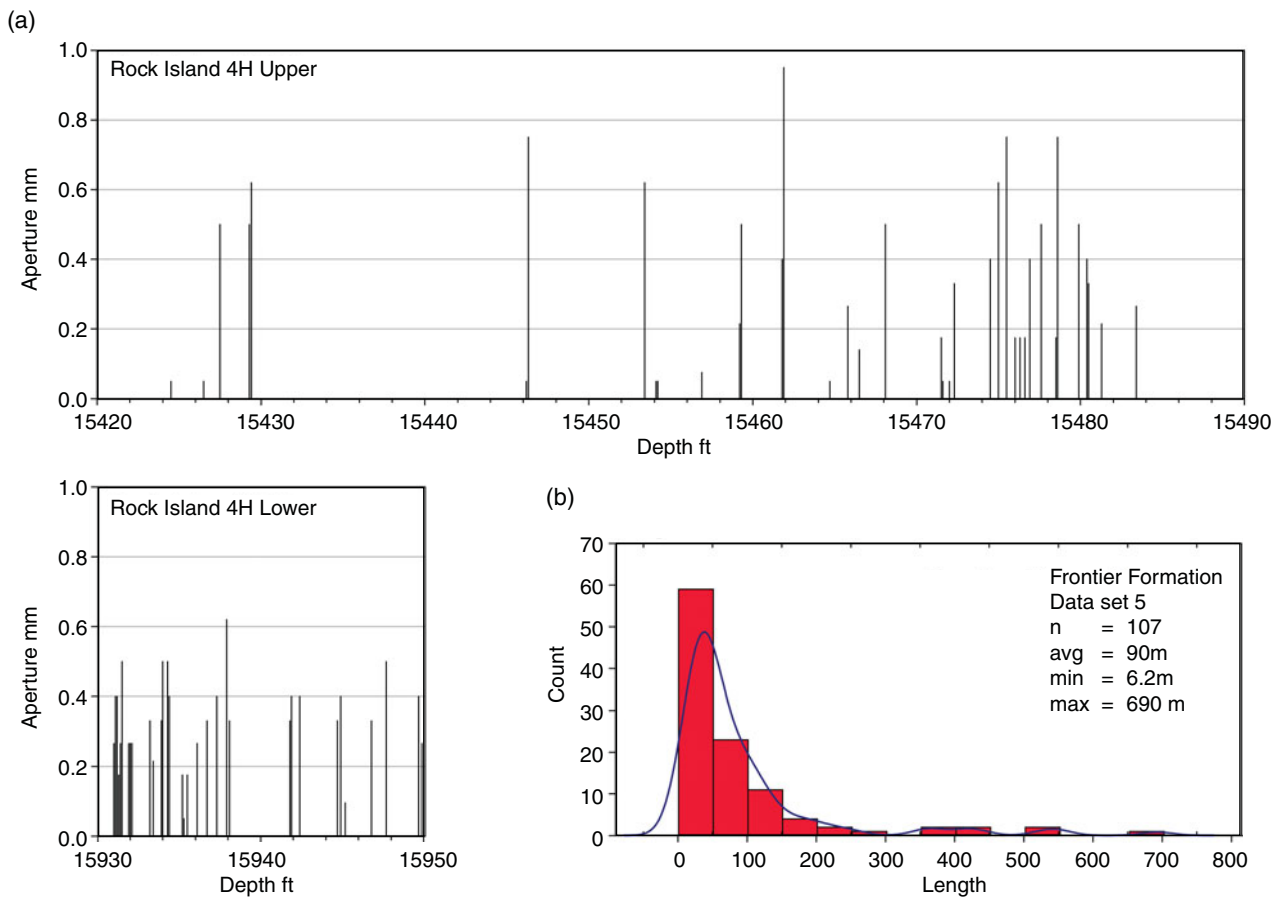 (a)
Rock Island 4H Upper
1.0
0.8
0.6
0.4
0.2
0.0
Aperture mm
15420 15430 15440 15450 15460 15470 15480 15490
Depth ft
Rock Island 4H Lower
1.0
0.8
0.6
0.4
0.2
0.0
Aperture mm
15930 15940 15950
Depth ft
(b)
70
60
50
40
30
20
10
0
Count
Frontier Formation
Data set 5
n = 107
avg = 90m
min = 6.2m
max = 690 m
0 100 200 300 400 500 600 700 800
Length